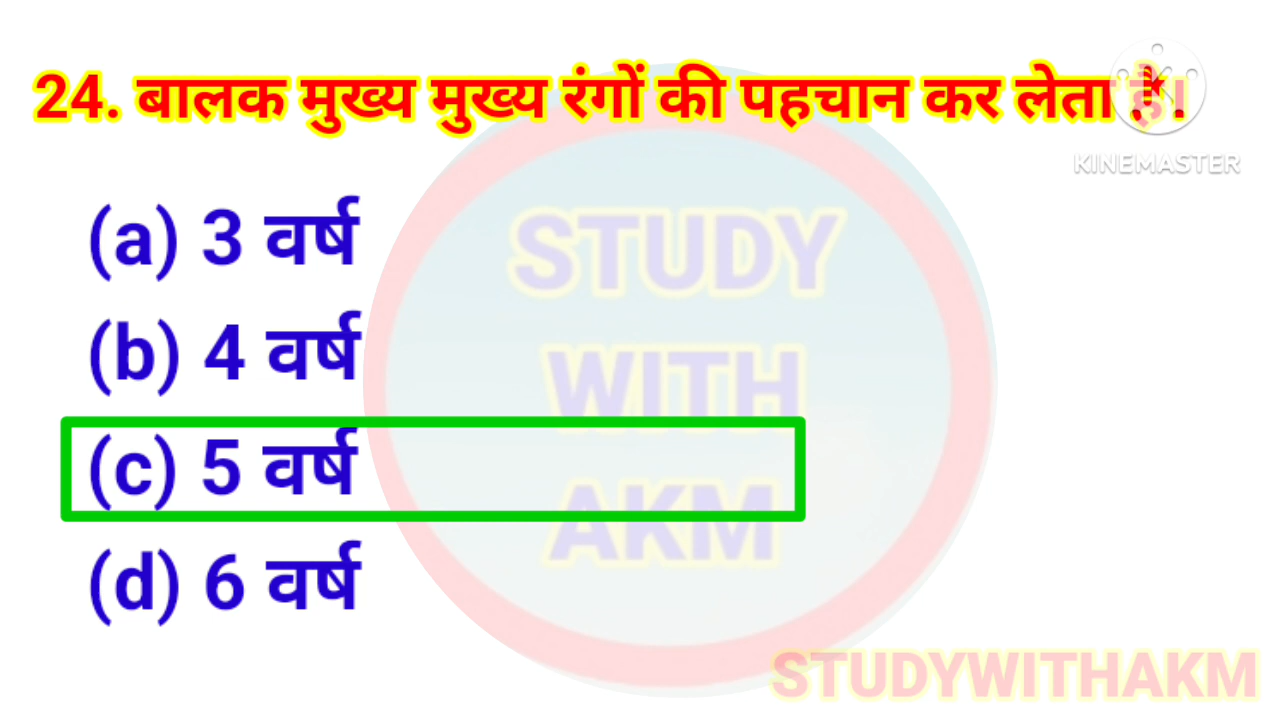 24. बालक मुख्य मुख्य रंगों की पहचान कर लेता है।
KINEMASTER
(a) 3 वर्ष
STUDY
(b) 4 वर्ष
WITH
(c) 5 वर्ष
AKM
(d) 6 वर्ष
STUDYWITHAKM